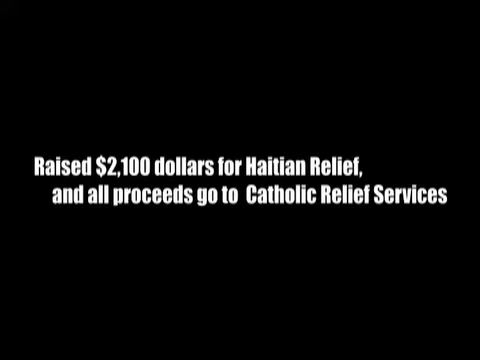 Raised $2,100 dollars for Haitian Relief,
and all proceeds go to Catholic Relief Services